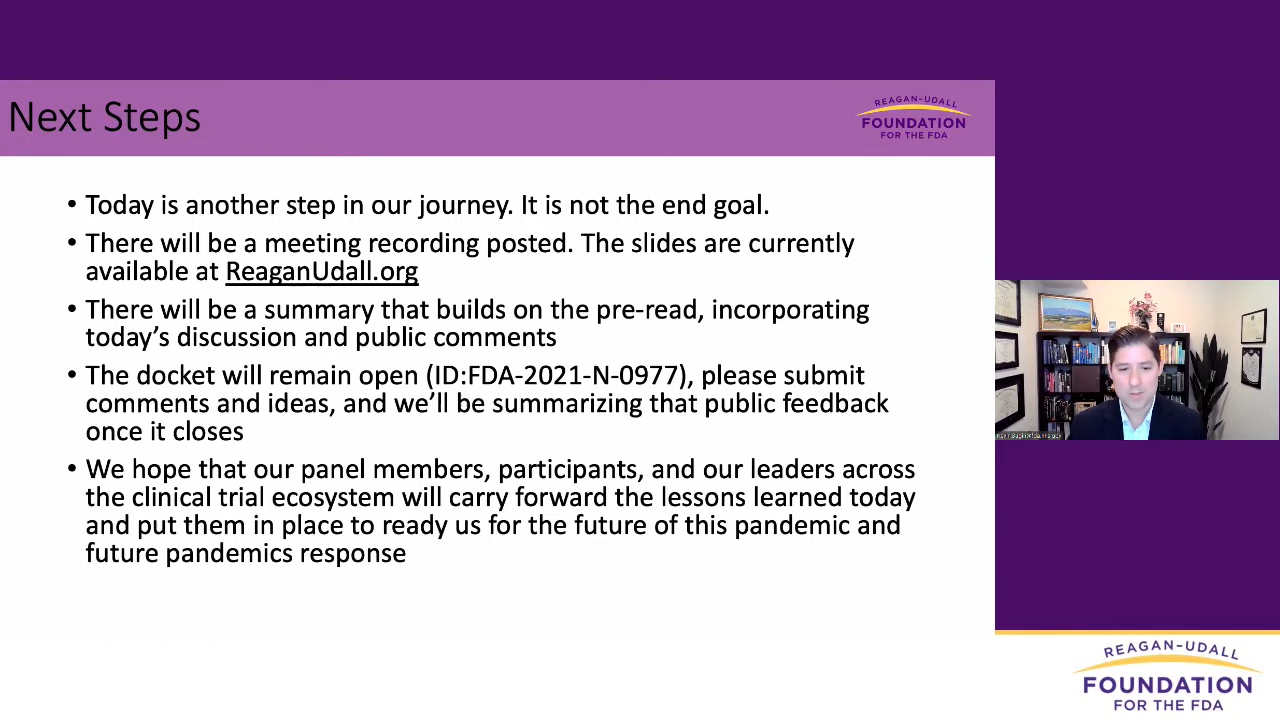 Next Steps
REAGAN-UDALL
FOUNDATION
FOR THE FDA
• Today is another step in our journey. It is not the end goal.
• There will be a meeting recording posted. The slides are currently
available at ReaganUdall.org
• There will be a summary that builds on the pre-read, incorporating
today's discussion and public comments
• The docket will remain open (ID:FDA-2021-N-0977), please submit
comments and ideas, and we'll be summarizing that public feedback
once it closes
• We hope that our panel members, participants, and our leaders across
the clinical trial ecosystem will carry forward the lessons learned today
and put them in place to ready us for the future of this pandemic and
future pandemics response
REAGAN-UDALL
FOUNDATION
FOR THE FDA